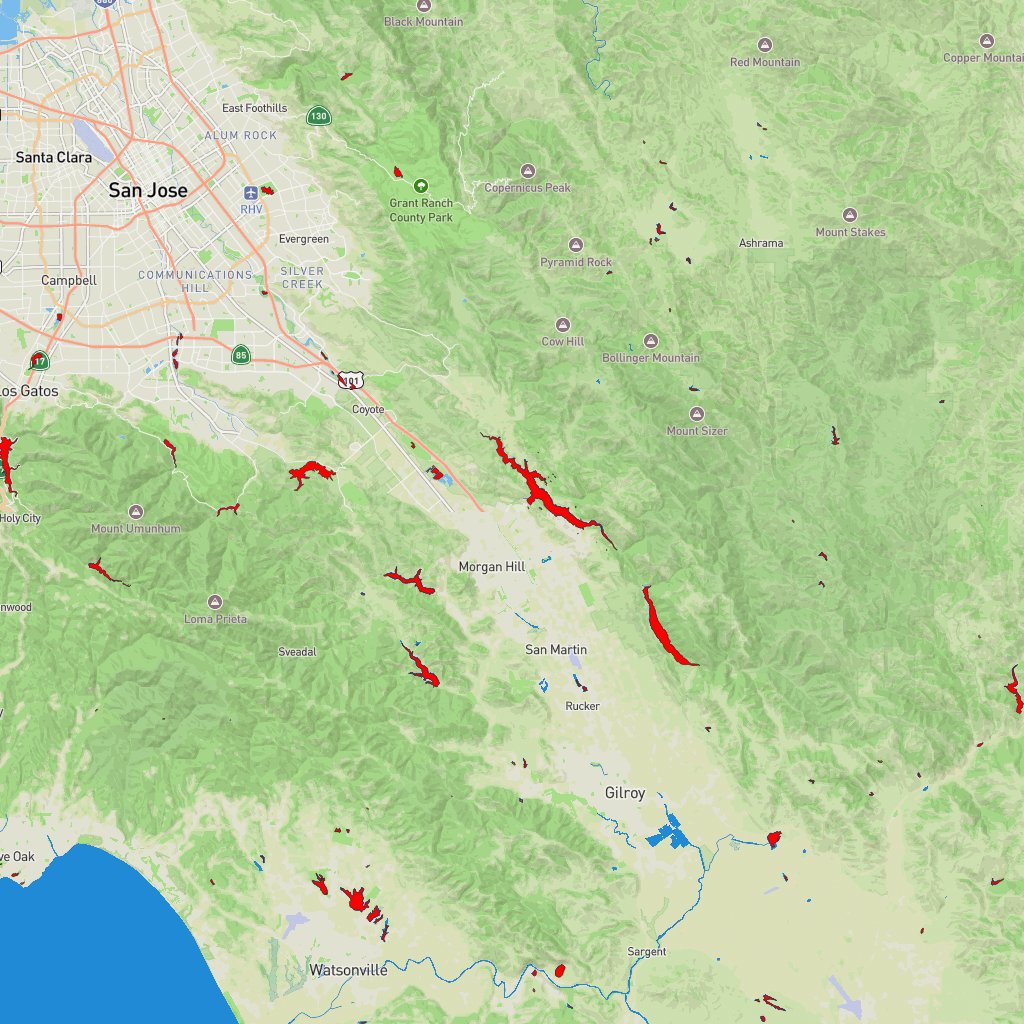 880
Black Mountain
Red Mountain
Copper Mountai
East Foothills
130
ALUM ROCK
Santa Clara
San Jose
RHV
Copernicus Peak
Grant Ranch
County Park
Mount Stakes
Evergreen
Ashrama
Pyramid Rock
COMMUNICATIONS
HILL
SILVER
CREEK
Campbell
Cow Hill
Bollinger Mountain
17
85
101
os Gatos
Coyote
Mount Sizer
Holy City
Mount Umunhum
Morgan Hill
nwood
Loma Prieta
Sveadal
San Martin
Rucker
Gilroy
ve Oak
Sargent
Watsonville